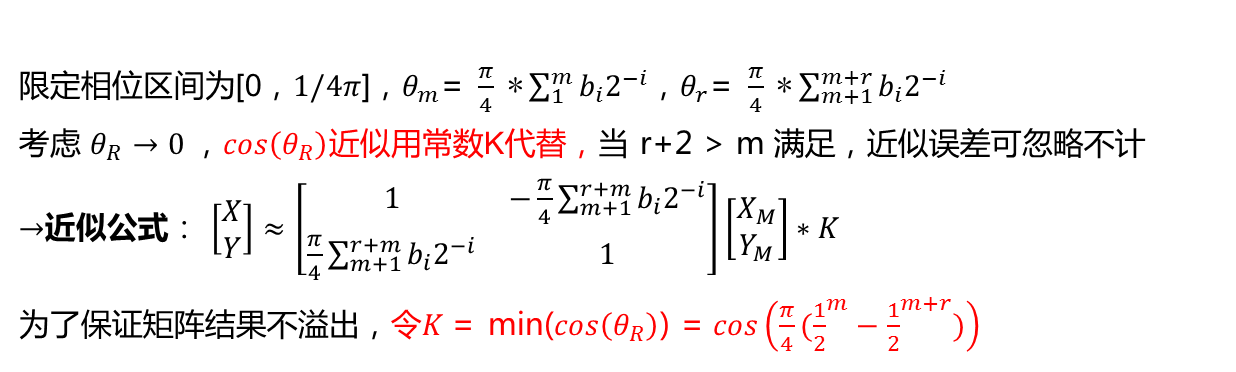 限定相位区间为[0，1/4π]，θ_m = π/4 * ∑_1^m b_i 2^{-i}，θ_r = π/4 * ∑_{m+1}^{m+r} b_i 2^{-i}
考虑 θ_R → 0 ，cos(θ_R)近似用常数K代替，当 r+2 > m 满足，近似误差可忽略不计
→近似公式： [X; Y] ≈ [1, -π/4 ∑_{m+1}^{r+m} b_i 2^{-i}; π/4 ∑_{m+1}^{r+m} b_i 2^{-i}, 1] [X_M; Y_M] * K
为了保证矩阵结果不溢出，令K = min(cos(θ_R)) = cos(π/4 (1/2^m − 1/2^{m+r}))